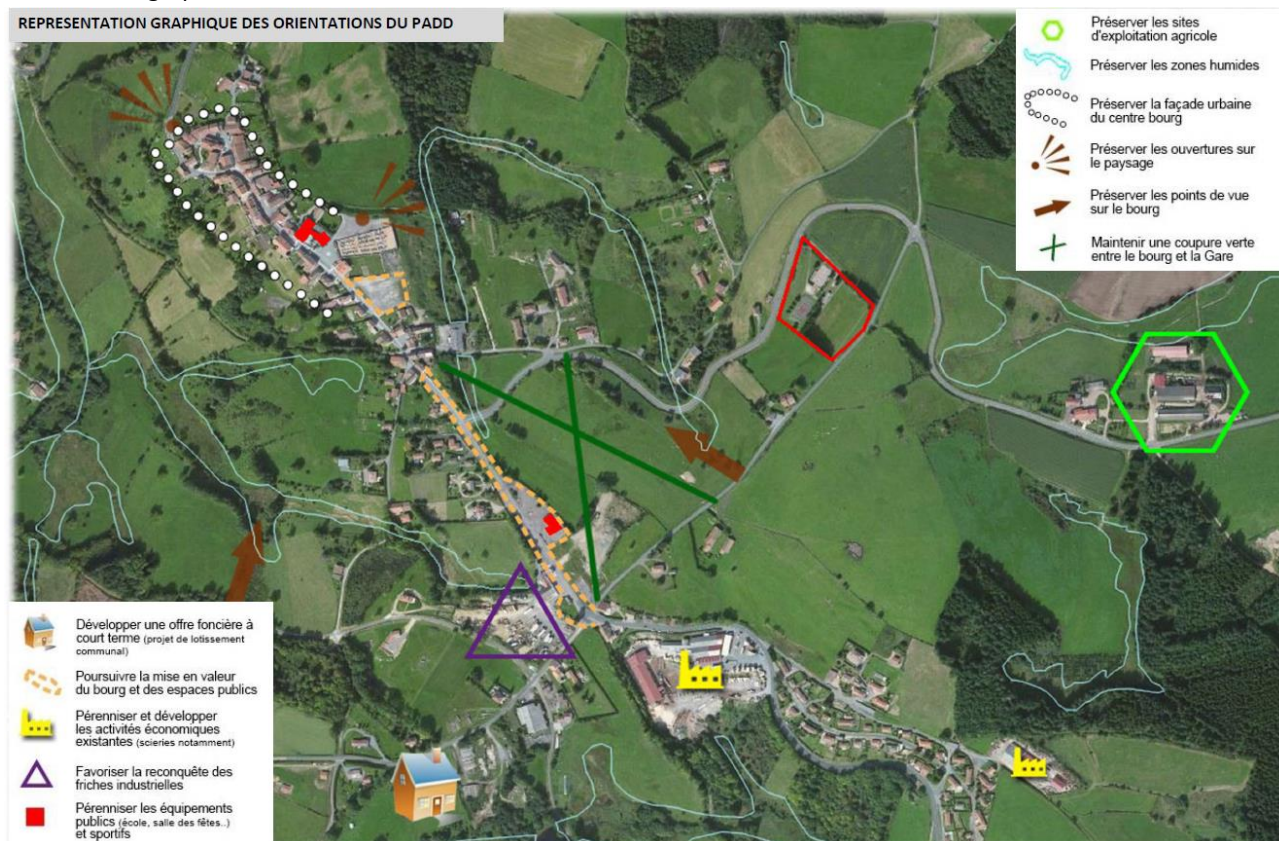 REPRESENTATION GRAPHIQUE DES ORIENTATIONS DU PADD
Préserver les sites
d'exploitation agricole
Préserver les zones humides
Préserver la façade urbaine
du centre bourg
Préserver les ouvertures sur
le paysage
Préserver les points de vue
sur le bourg
Maintenir une coupure verte
entre le bourg et la Gare
Développer une offre foncière à
court terme (projet de lotissement
communal)
Poursuivre la mise en valeur
du bourg et des espaces publics
Pérenniser et développer
les activités économiques
existantes (scieries notamment)
Favoriser la reconquête des
friches industrielles
Pérenniser les équipements
publics (école, salle des fêtes..)
et sportifs